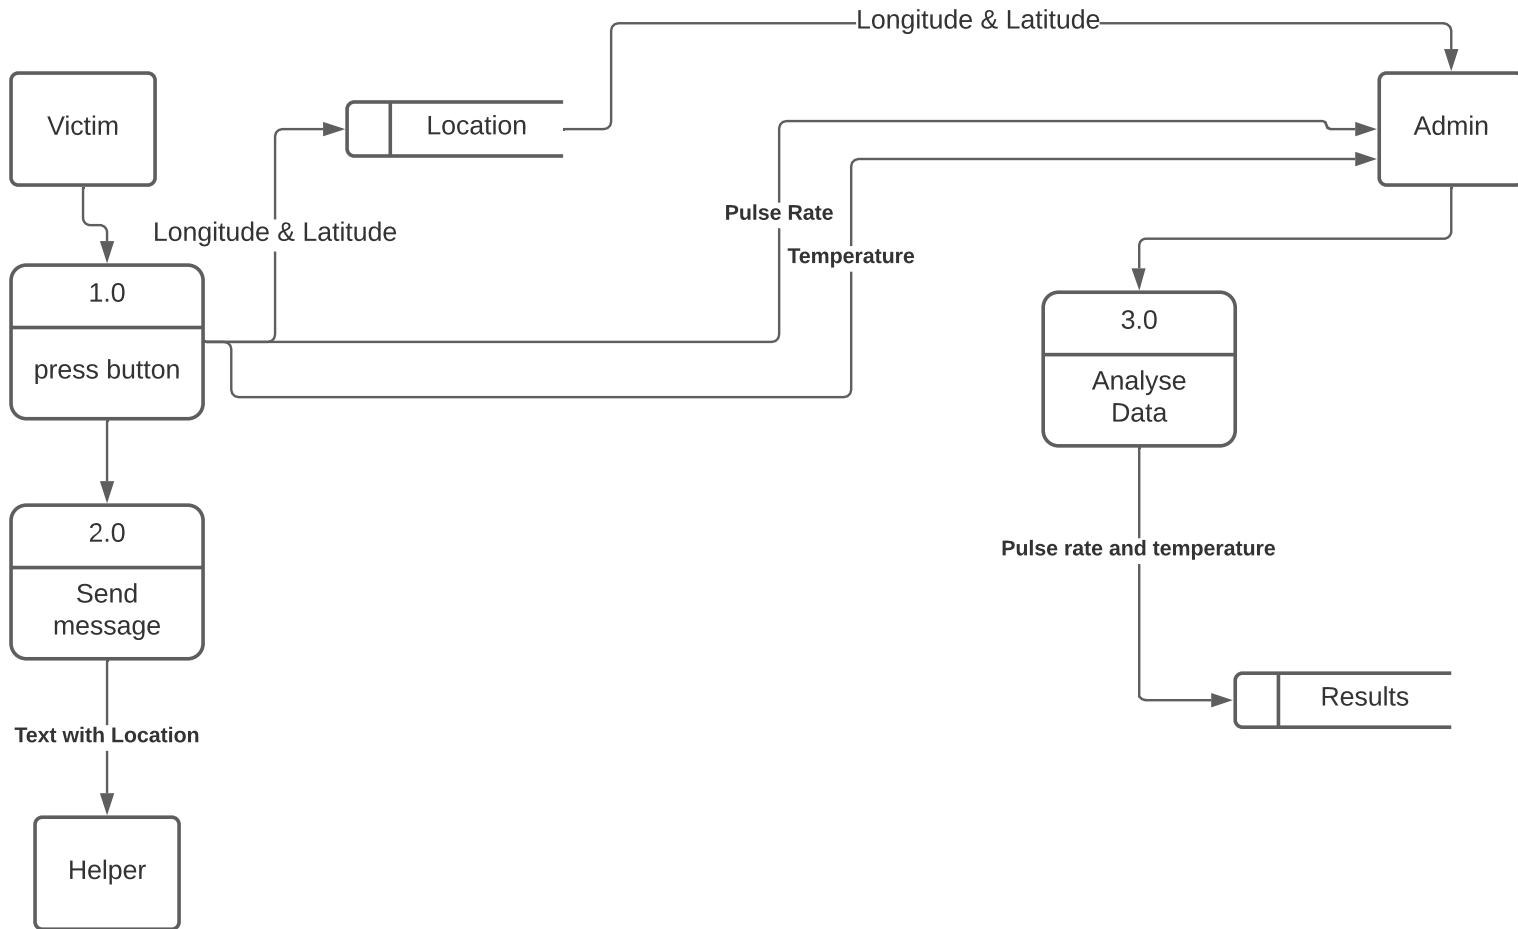 Longitude & Latitude
Victim
Location
Admin
Pulse Rate
Longitude & Latitude
Temperature
1.0
press button
3.0
Analyse
Data
2.0
Send
message
Pulse rate and temperature
Results
Text with Location
Helper